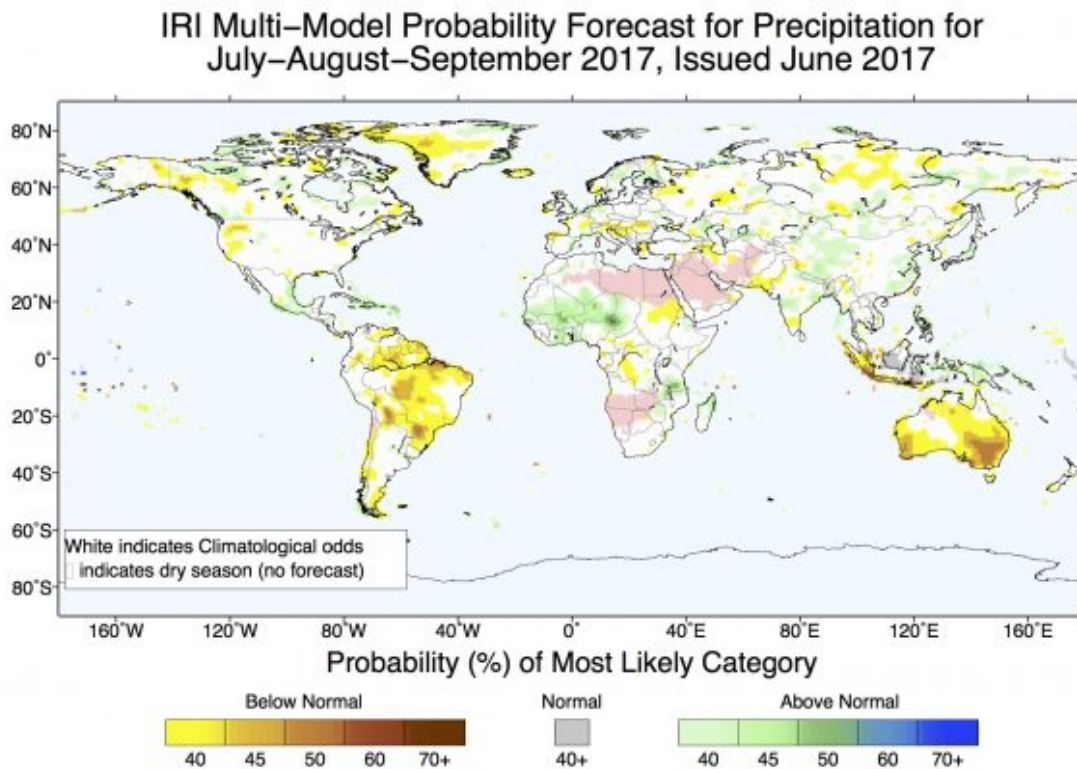 IRI Multi−Model Probability Forecast for Precipitation for
July−August−September 2017, Issued June 2017
80˚N
60˚N
40˚N
20˚N
0˚
20˚S
40˚S
60˚S
80˚S
White indicates Climatological odds
indicates dry season (no forecast)
160˚W 120˚W 80˚W 40˚W 0˚ 40˚E 80˚E 120˚E 160˚E
Probability (%) of Most Likely Category
Below Normal Normal Above Normal
40 45 50 60 70+ 40+ 40 45 50 60 70+